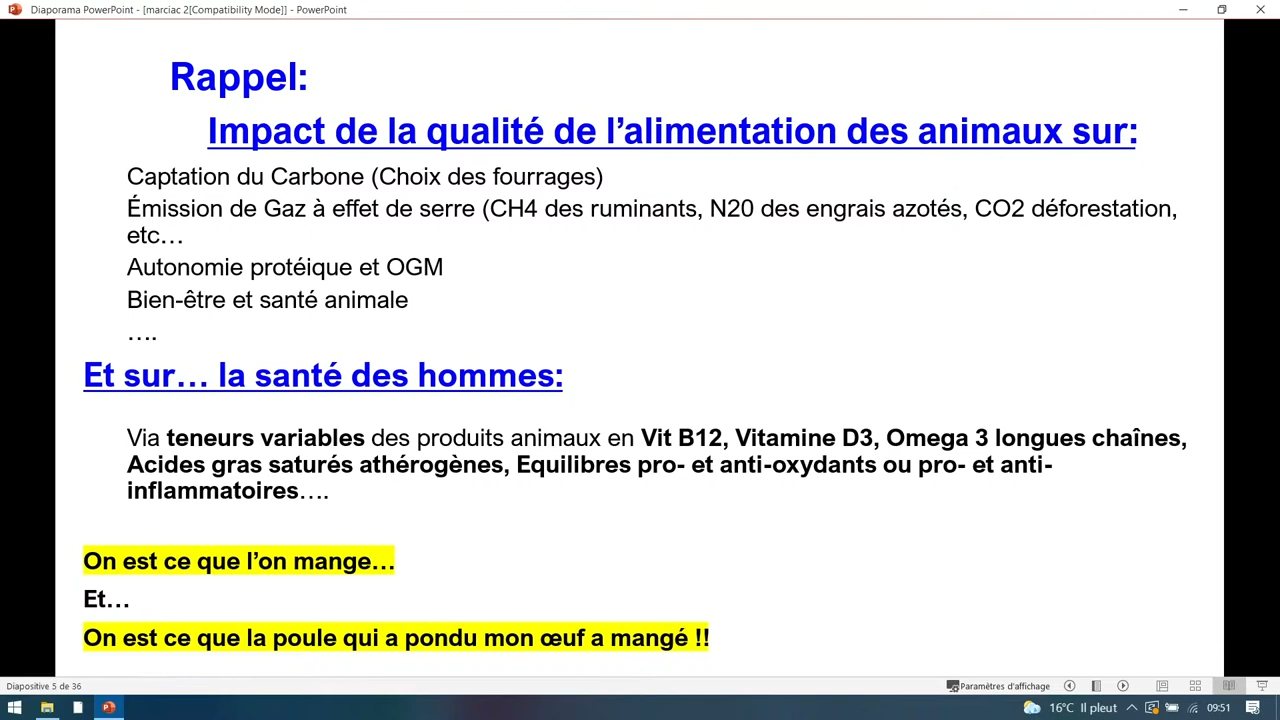 Diaporama PowerPoint - [marciac 2[Compatibility Mode]] - PowerPoint
Rappel:
Impact de la qualité de l’alimentation des animaux sur:
Captation du Carbone (Choix des fourrages)
Émission de Gaz à effet de serre (CH4 des ruminants, N20 des engrais azotés, CO2 déforestation,
etc…
Autonomie protéique et OGM
Bien-être et santé animale
….
Et sur… la santé des hommes:
Via teneurs variables des produits animaux en Vit B12, Vitamine D3, Omega 3 longues chaînes,
Acides gras saturés athérogènes, Equilibres pro- et anti-oxydants ou pro- et anti-
inflammatoires….
On est ce que l’on mange…
Et…
On est ce que la poule qui a pondu mon œuf a mangé !!
Diapositive 5 de 36
Paramètres d'affichage
16°C Il pleut
09:51